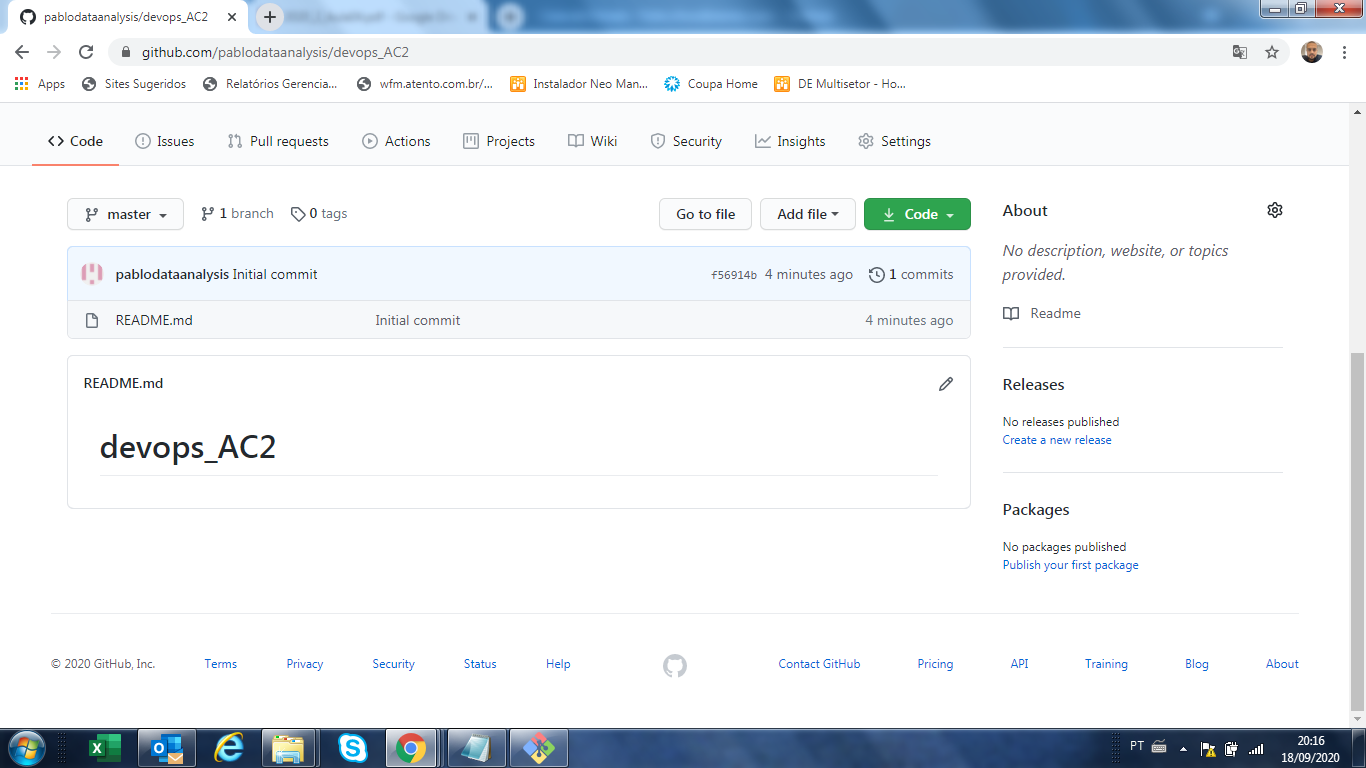 pablodataanalysis/devops_AC2
github.com/pablodataanalysis/devops_AC2
Apps Sites Sugeridos Relatórios Gerencia... wfm.atento.com.br/... Instalador Neo Man... Coupa Home DE Multisetor - Ho...
Code Issues Pull requests Actions Projects Wiki Security Insights Settings
master 1 branch 0 tags Go to file Add file Code
pablodataanalysis Initial commit f56914b 4 minutes ago 1 commits
README.md Initial commit 4 minutes ago
README.md
devops_AC2
About
No description, website, or topics
provided.
Readme
Releases
No releases published
Create a new release
Packages
No packages published
Publish your first package
© 2020 GitHub, Inc. Terms Privacy Security Status Help Contact GitHub Pricing API Training Blog About
PT 20:16
18/09/2020